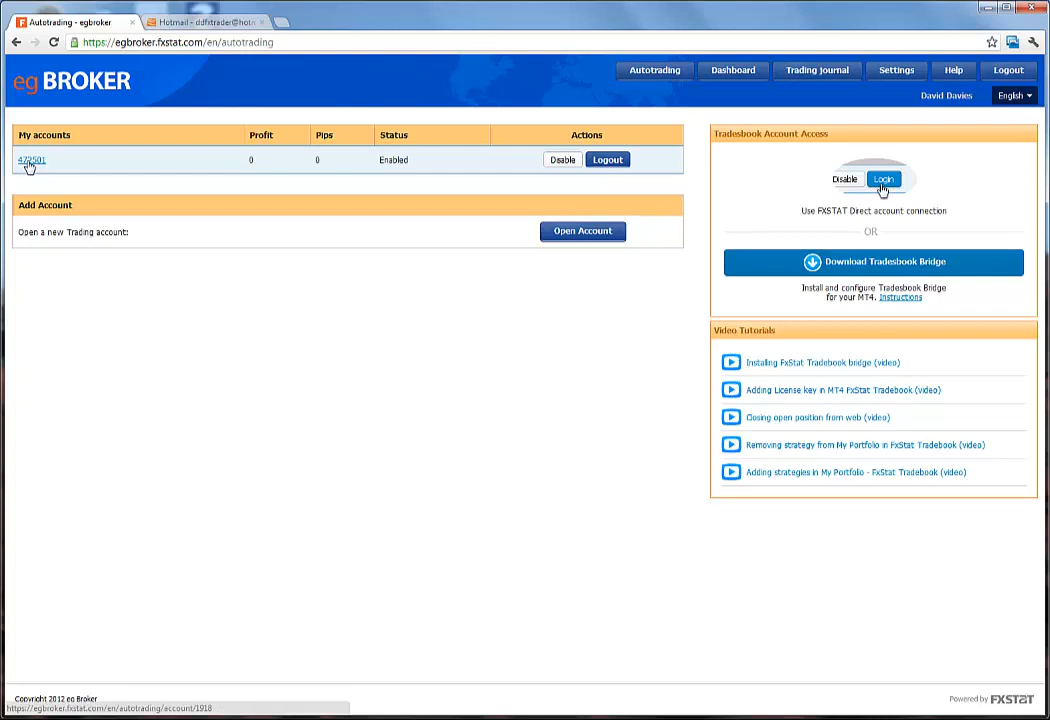 Autotrading - egbroker
Hotmail - ddfxtrader@hotm
https://egbroker.fxstat.com/en/autotrading
eg BROKER
Autotrading
Dashboard
Trading journal
Settings
Help
Logout
David Davies
English
My accounts
Profit
Pips
Status
Actions
472501
0
0
Enabled
Disable
Logout
Add Account
Open a new Trading account:
Open Account
Tradesbook Account Access
Disable
Login
Use FXSTAT Direct account connection
OR
Download Tradesbook Bridge
Install and configure Tradesbook Bridge
for your MT4. Instructions
Video Tutorials
Installing FxStat Tradebook bridge (video)
Adding License key in MT4 FxStat Tradebook (video)
Closing open position from web (video)
Removing strategy from My Portfolio in FxStat Tradebook (video)
Adding strategies in My Portfolio - FxStat Tradebook (video)
Copyright 2012 eg Broker
Powered by FXSTAT
https://egbroker.fxstat.com/en/autotrading/account/1918